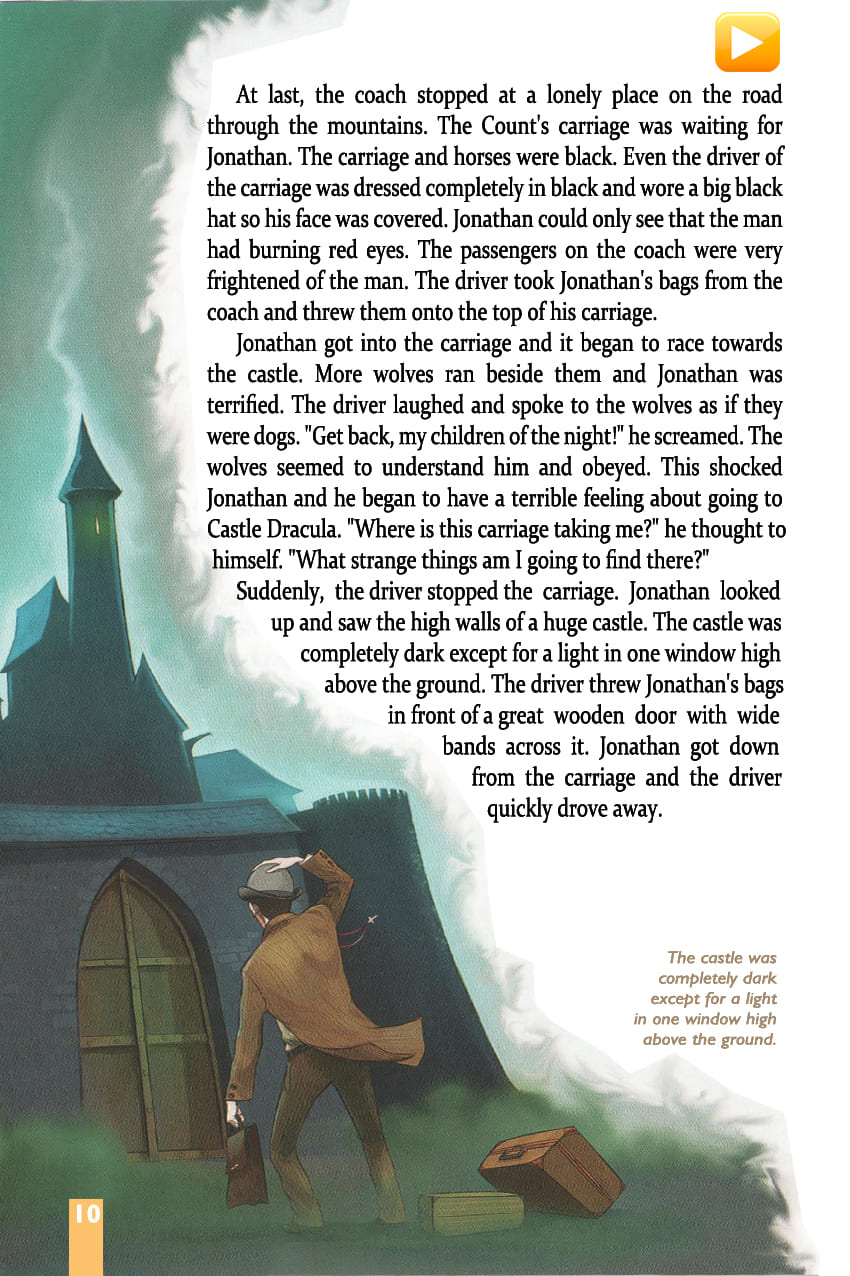 At last, the coach stopped at a lonely place on the road
through the mountains. The Count's carriage was waiting for
Jonathan. The carriage and horses were black. Even the driver of
the carriage was dressed completely in black and wore a big black
hat so his face was covered. Jonathan could only see that the man
had burning red eyes. The passengers on the coach were very
frightened of the man. The driver took Jonathan's bags from the
coach and threw them onto the top of his carriage.
Jonathan got into the carriage and it began to race towards
the castle. More wolves ran beside them and Jonathan was
terrified. The driver laughed and spoke to the wolves as if they
were dogs. "Get back, my children of the night!" he screamed. The
wolves seemed to understand him and obeyed. This shocked
Jonathan and he began to have a terrible feeling about going to
Castle Dracula. "Where is this carriage taking me?" he thought to
himself. "What strange things am I going to find there?"
Suddenly, the driver stopped the carriage. Jonathan looked
up and saw the high walls of a huge castle. The castle was
completely dark except for a light in one window high
above the ground. The driver threw Jonathan's bags
in front of a great wooden door with wide
bands across it. Jonathan got down
from the carriage and the driver
quickly drove away.
The castle was
completely dark
except for a light
in one window high
above the ground.
10